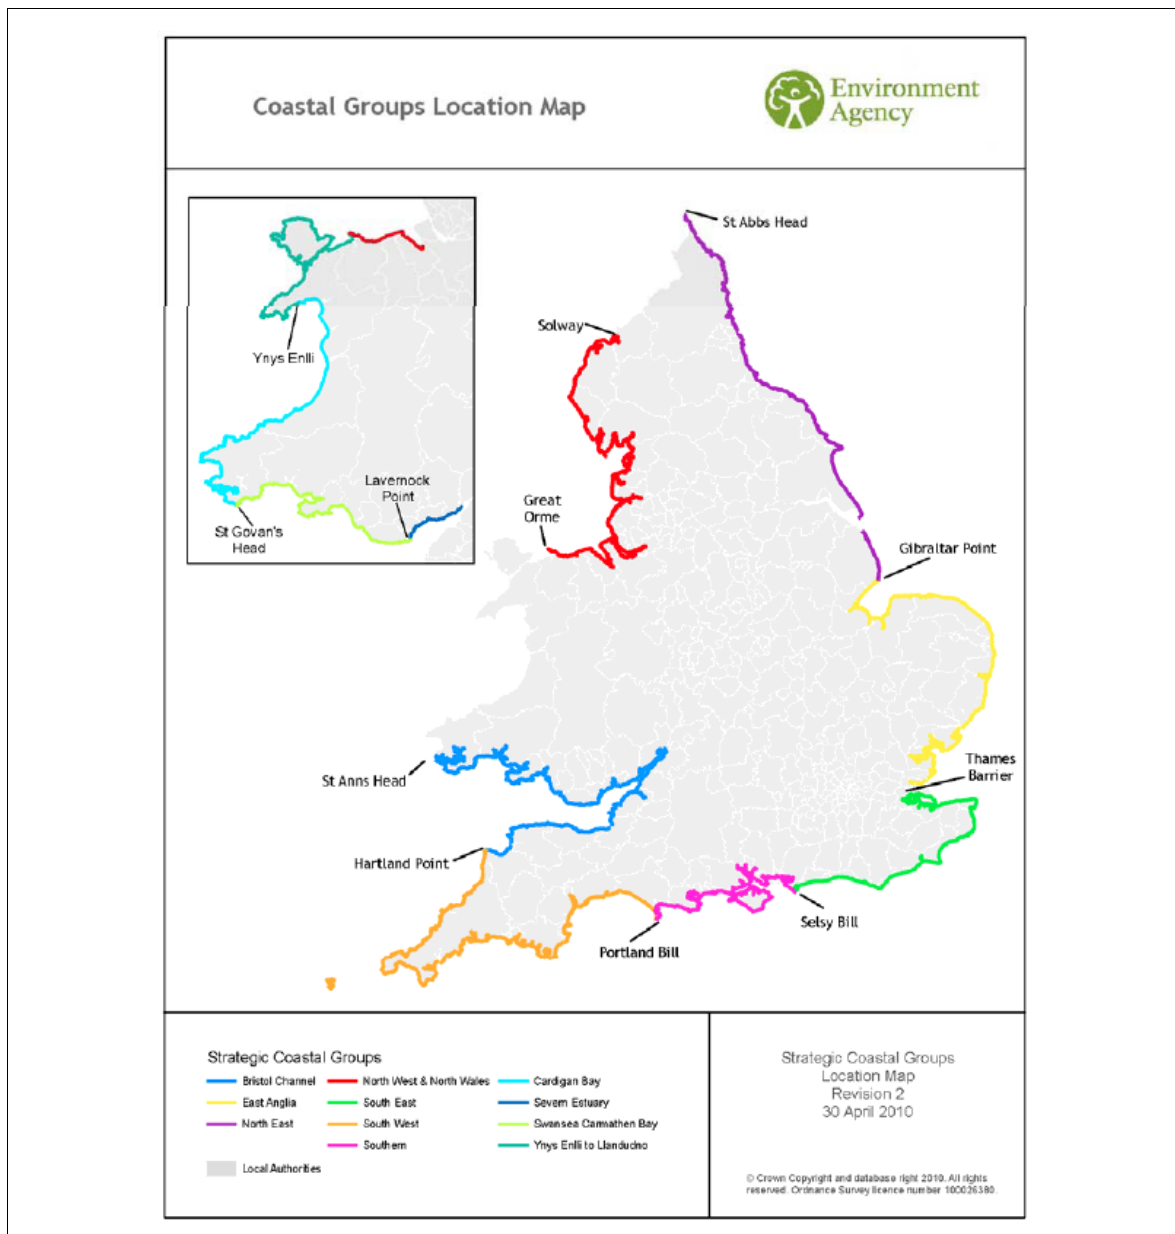 Coastal Groups Location Map
Environment
Agency
St Abbs Head
Solway
Ynys Enlli
Lavernock
Point
St Govan's
Head
Great
Orme
Gibraltar Point
Thames
Barrier
St Anns Head
Hartland Point
Selsy Bill
Portland Bill
Strategic Coastal Groups
Bristol Channel
North West & North Wales
Cardigan Bay
East Anglia
South East
Severn Estuary
North East
South West
Swansea Carmathen Bay
Southern
Ynys Enlli to Llandudno
Local Authorities
Strategic Coastal Groups
Location Map
Revision 2
30 April 2010
© Crown Copyright and database right 2010. All rights
reserved. Ordnance Survey licence number 100026380.